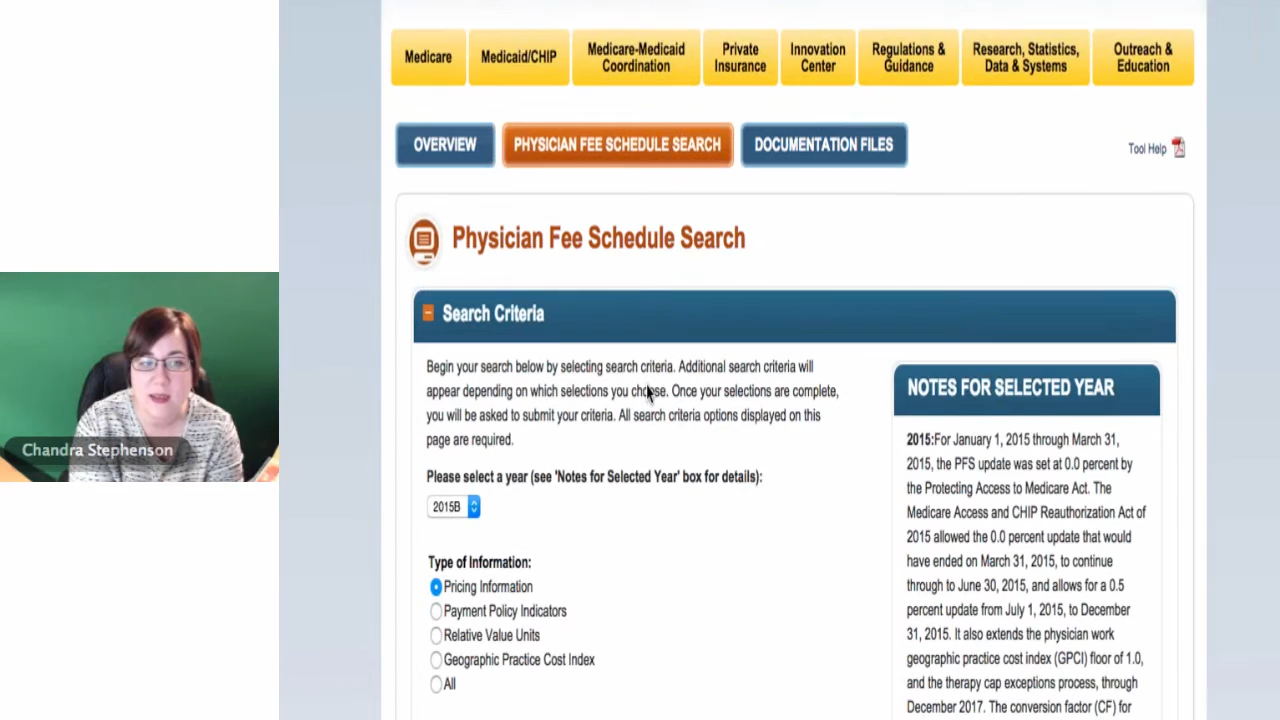 Medicare
Medicaid/CHIP
Medicare-Medicaid
Coordination
Private
Insurance
Innovation
Center
Regulations &
Guidance
Research, Statistics,
Data & Systems
Outreach &
Education
OVERVIEW
PHYSICIAN FEE SCHEDULE SEARCH
DOCUMENTATION FILES
Tool Help
Physician Fee Schedule Search
Search Criteria
Begin your search below by selecting search criteria. Additional search criteria will
appear depending on which selections you choose. Once your selections are complete,
you will be asked to submit your criteria. All search criteria options displayed on this
page are required.
Please select a year (see 'Notes for Selected Year' box for details):
2015B
Type of Information:
Pricing Information
Payment Policy Indicators
Relative Value Units
Geographic Practice Cost Index
All
NOTES FOR SELECTED YEAR
2015:For January 1, 2015 through March 31,
2015, the PFS update was set at 0.0 percent by
the Protecting Access to Medicare Act. The
Medicare Access and CHIP Reauthorization Act of
2015 allowed the 0.0 percent update that would
have ended on March 31, 2015, to continue
through to June 30, 2015, and allows for a 0.5
percent update from July 1, 2015, to December
31, 2015. It also extends the physician work
geographic practice cost index (GPCI) floor of 1.0,
and the therapy cap exceptions process, through
December 2017. The conversion factor (CF) for
Chandra Stephenson